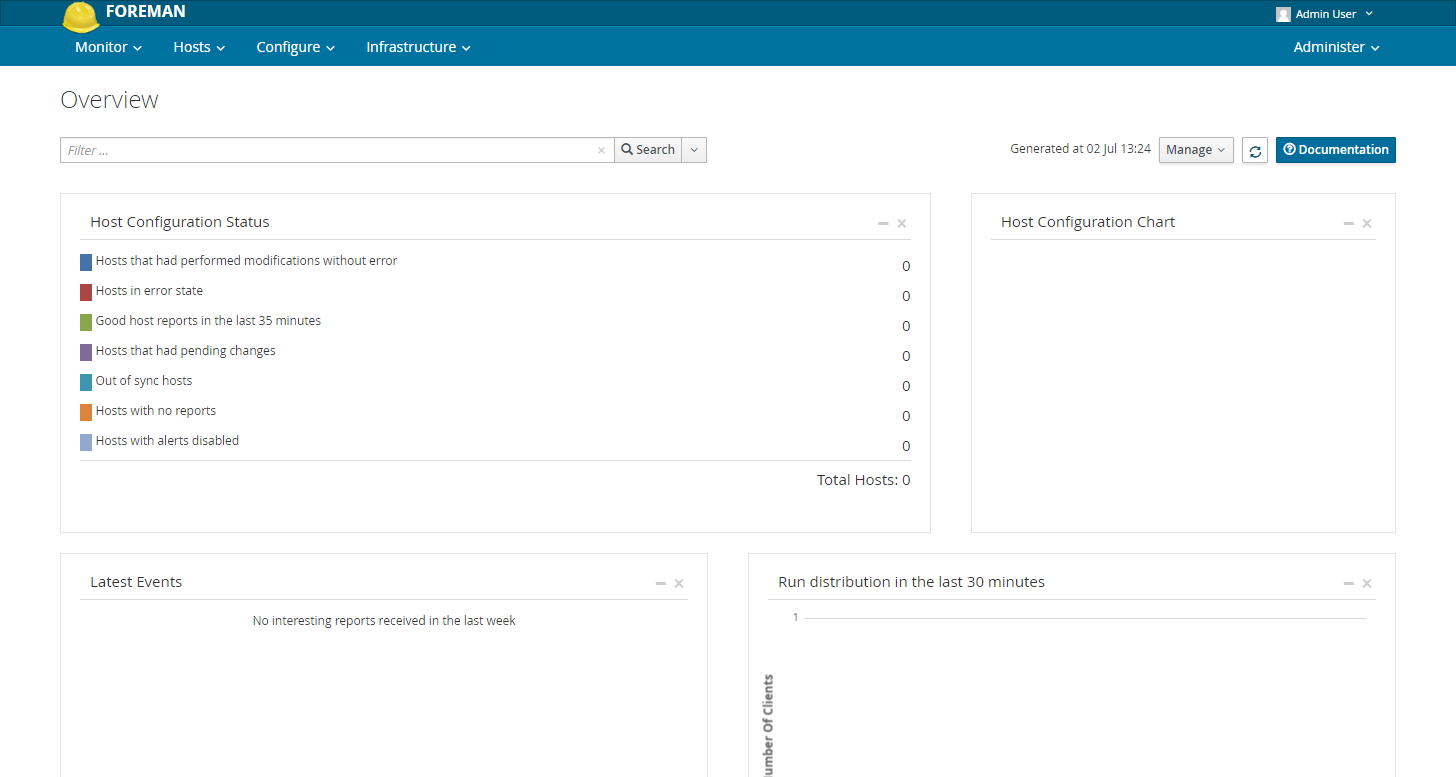 FOREMAN
Admin User
Monitor
Hosts
Configure
Infrastructure
Administer
Overview
Filter ...
Search
Generated at 02 Jul 13:24
Manage
Documentation
Host Configuration Status
Hosts that had performed modifications without error 0
Hosts in error state 0
Good host reports in the last 35 minutes 0
Hosts that had pending changes 0
Out of sync hosts 0
Hosts with no reports 0
Hosts with alerts disabled 0
Total Hosts: 0
Host Configuration Chart
Latest Events
No interesting reports received in the last week
Run distribution in the last 30 minutes
1
Of Clients